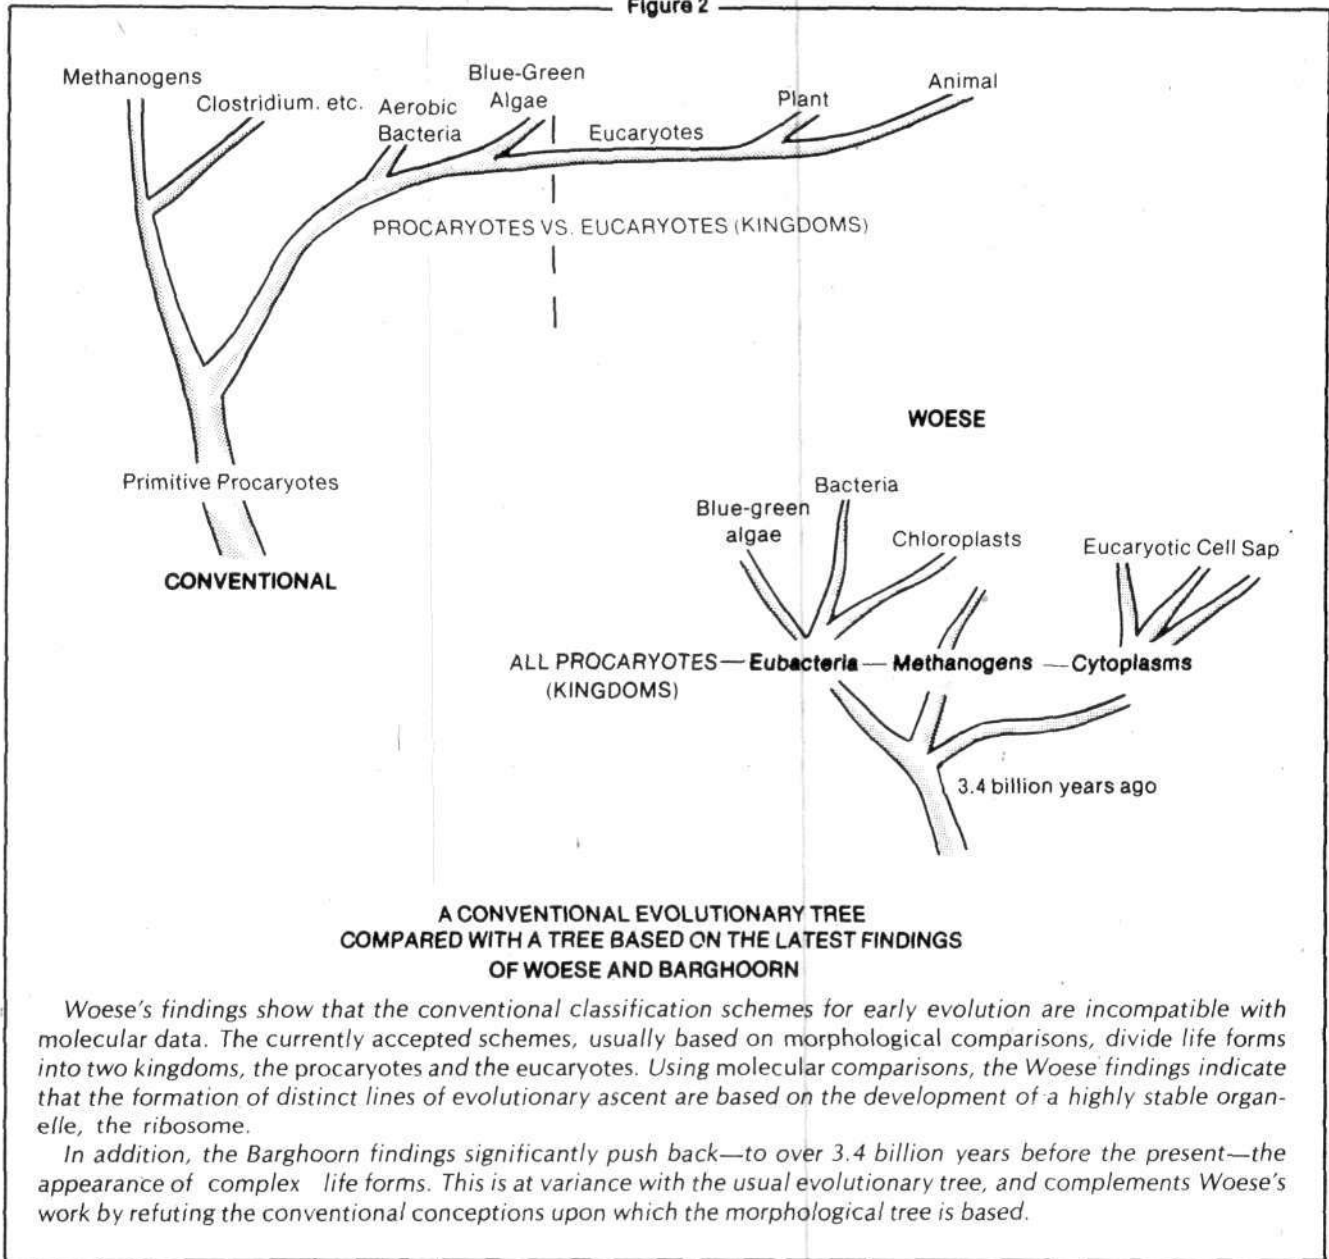 Figure 2
Methanogens
Clostridium. etc.
Aerobic
Bacteria
Blue-Green
Algae
Eucaryotes
Plant
Animal
PROCARYOTES VS. EUCARYOTES (KINGDOMS)
Primitive Procaryotes
CONVENTIONAL
WOESE
Blue-green
algae
Bacteria
Chloroplasts
Eucaryotic Cell Sap
ALL PROCARYOTES — Eubacteria — Methanogens — Cytoplasms
(KINGDOMS)
3.4 billion years ago
A CONVENTIONAL EVOLUTIONARY TREE
COMPARED WITH A TREE BASED ON THE LATEST FINDINGS
OF WOESE AND BARGHOORN
Woese's findings show that the conventional classification schemes for early evolution are incompatible with
molecular data. The currently accepted schemes, usually based on morphological comparisons, divide life forms
into two kingdoms, the procaryotes and the eucaryotes. Using molecular comparisons, the Woese findings indicate
that the formation of distinct lines of evolutionary ascent are based on the development of a highly stable organ-
elle, the ribosome.
In addition, the Barghoorn findings significantly push back—to over 3.4 billion years before the present—the
appearance of complex life forms. This is at variance with the usual evolutionary tree, and complements Woese's
work by refuting the conventional conceptions upon which the morphological tree is based.